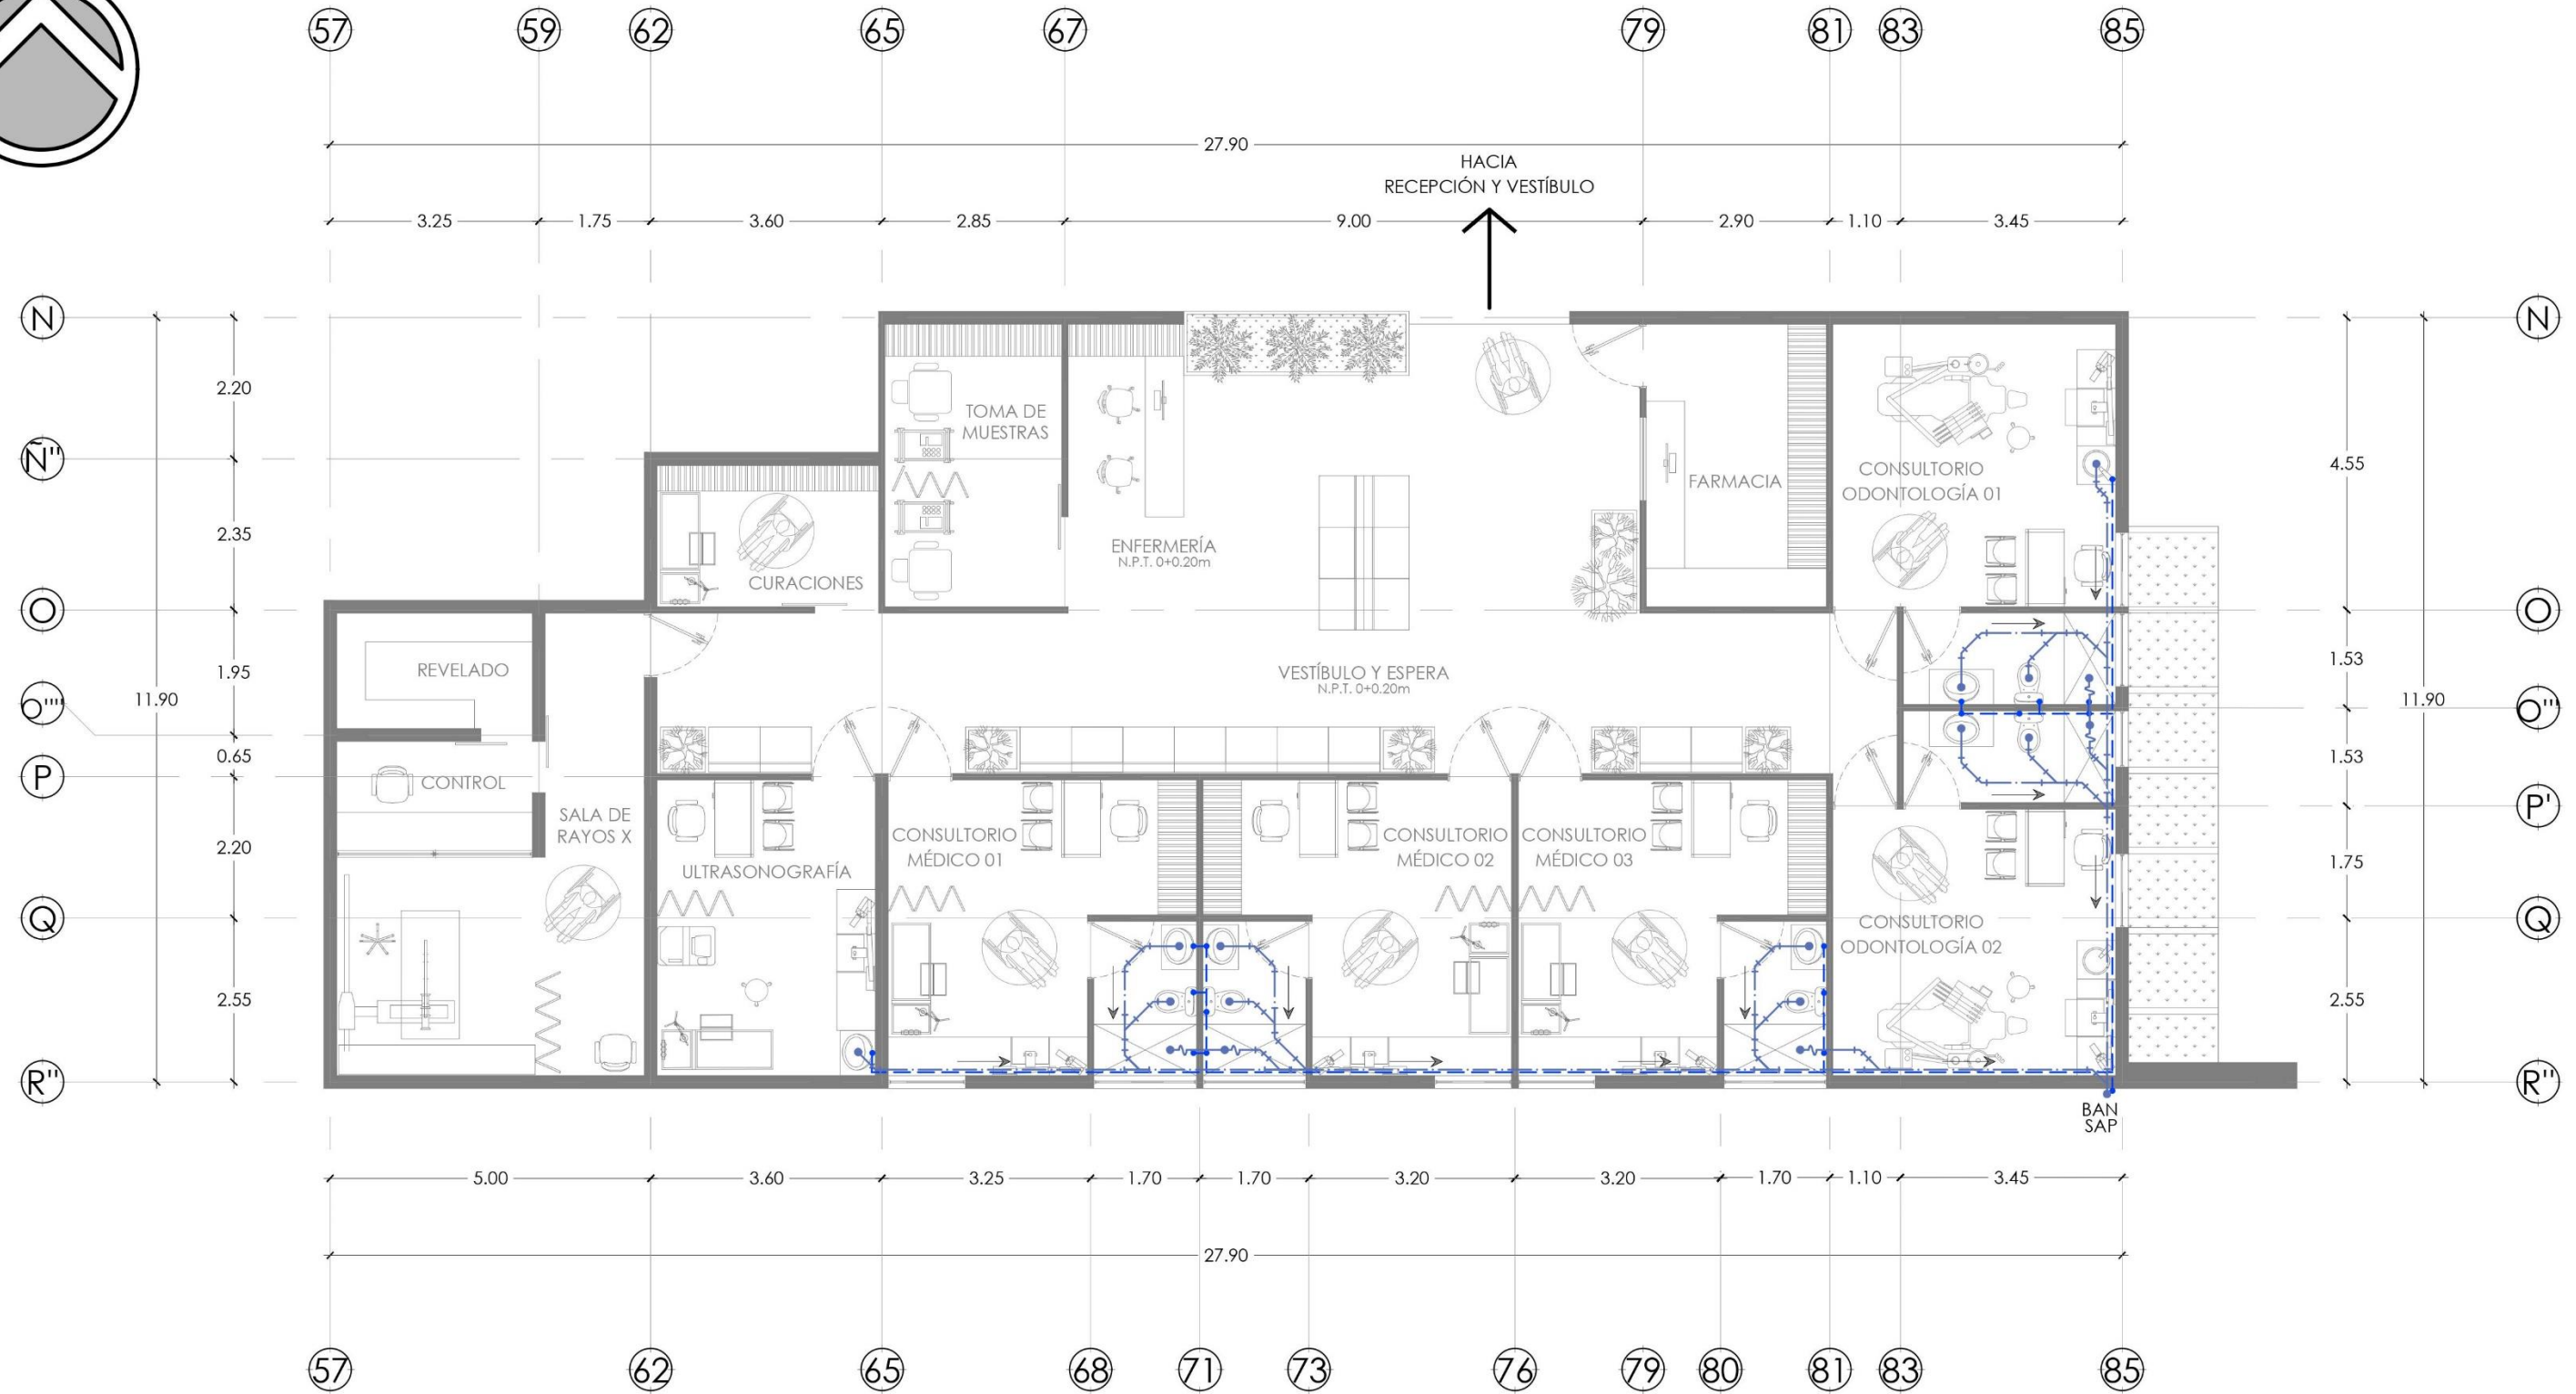 57 59 62 65 67 79 81 83 85
27.90
HACIA
RECEPCIÓN Y VESTÍBULO
3.25 1.75 3.60 2.85 9.00 2.90 1.10 3.45
N N
2.20
TOMA DE
MUESTRAS
Ñ"
CONSULTORIO
ODONTOLOGÍA 01
4.55
FARMACIA
2.35
ENFERMERÍA
N.P.T. 0+0.20m
CURACIONES
O O
REVELADO
1.95
VESTÍBULO Y ESPERA
N.P.T. 0+0.20m
1.53
11.90 11.90
O"" O'"
0.65
1.53
P
CONTROL
P'
SALA DE
RAYOS X
CONSULTORIO
MÉDICO 01
CONSULTORIO
MÉDICO 02
CONSULTORIO
MÉDICO 03
2.20
1.75
ULTRASONOGRAFÍA
Q Q
CONSULTORIO
ODONTOLOGÍA 02
2.55 2.55
R" R"
BAN
SAP
5.00 3.60 3.25 1.70 1.70 3.20 3.20 1.70 1.10 3.45
27.90
57 62 65 68 71 73 76 79 80 81 83 85